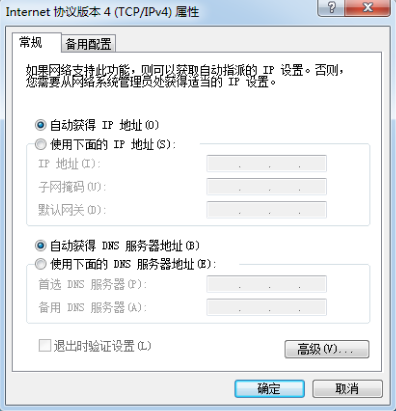 Internet 协议版本 4 (TCP/IPv4) 属性
常规
备用配置
如果网络支持此功能，则可以获取自动指派的 IP 设置。否则，
您需要从网络系统管理员处获得适当的 IP 设置。
自动获得 IP 地址(O)
使用下面的 IP 地址(S):
IP 地址(I):
子网掩码(U):
默认网关(D):
自动获得 DNS 服务器地址(B)
使用下面的 DNS 服务器地址(E):
首选 DNS 服务器(P):
备用 DNS 服务器(A):
退出时验证设置(L)
高级(V)...
确定
取消